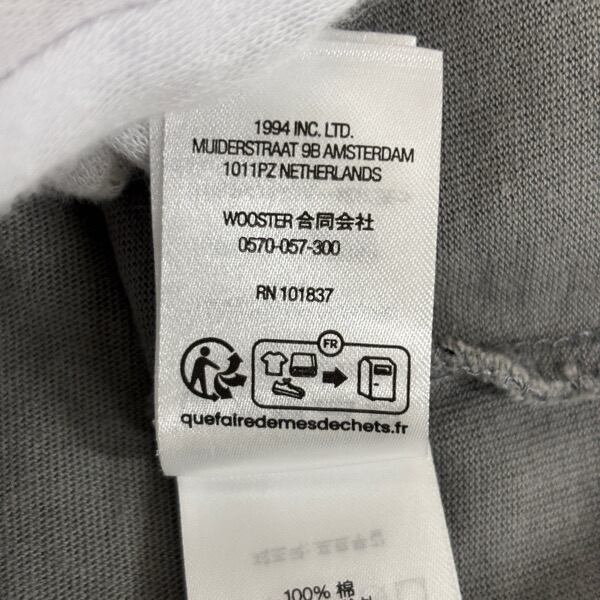 1994 INC. LTD.
MUIDERSTRAAT 9B AMSTERDAM
1011PZ NETHERLANDS
WOOSTER 合同会社
0570-057-300
RN 101837
FR
quefairedemesdechets.fr
100% 棉